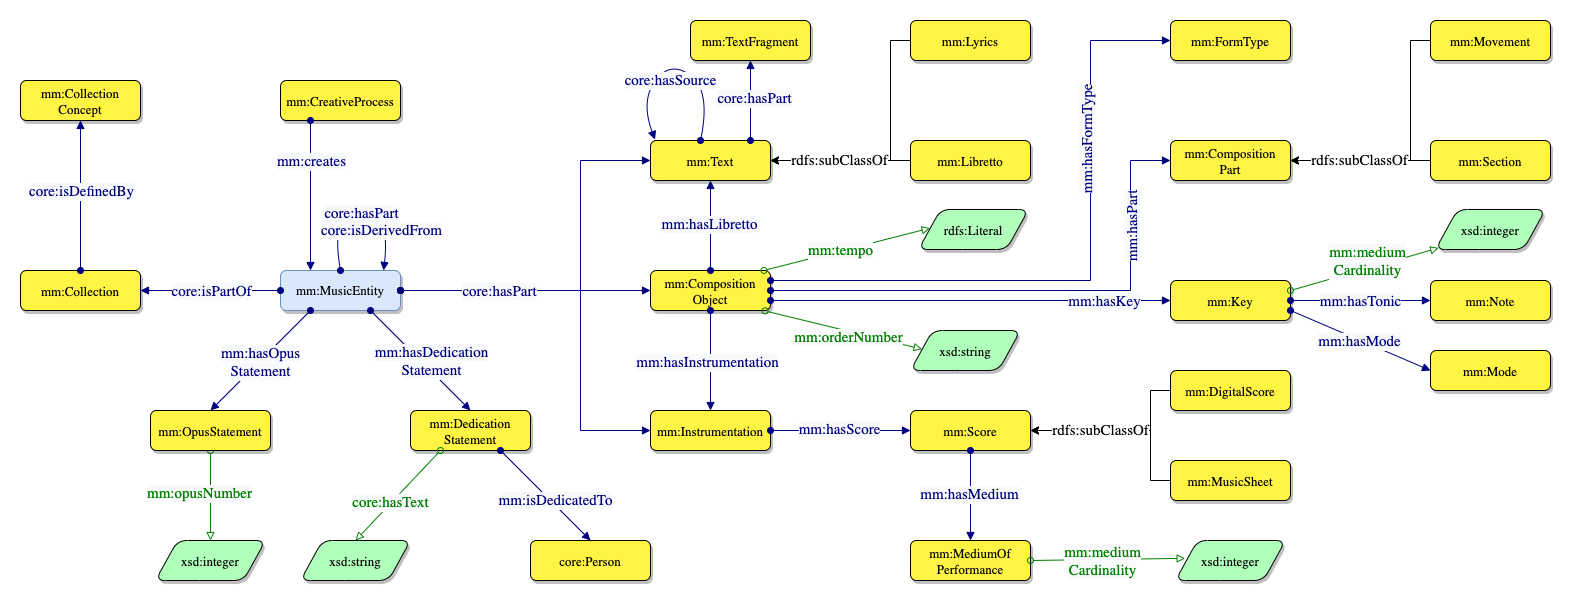 mm:TextFragment
mm:Lyrics
mm:FormType
mm:Movement
core:hasSource
core:hasPart
mm:Collection
Concept
mm:CreativeProcess
mm:hasFormType
mm:creates
mm:Text
rdfs:subClassOf
mm:Libretto
mm:Composition
Part
rdfs:subClassOf
mm:Section
core:isDefinedBy
core:hasPart
core:isDerivedFrom
mm:hasLibretto
rdfs:Literal
mm:hasPart
xsd:integer
mm:tempo
mm:medium
Cardinality
mm:Collection
core:isPartOf
mm:MusicEntity
core:hasPart
mm:Composition
Object
mm:hasKey
mm:Key
mm:hasTonic
mm:Note
mm:orderNumber
xsd:string
mm:hasMode
mm:Mode
mm:hasOpus
Statement
mm:hasDedication
Statement
mm:hasInstrumentation
mm:DigitalScore
mm:OpusStatement
mm:Dedication
Statement
mm:Instrumentation
mm:hasScore
mm:Score
rdfs:subClassOf
mm:MusicSheet
mm:opusNumber
core:hasText
mm:isDedicatedTo
mm:hasMedium
xsd:integer
xsd:string
core:Person
mm:MediumOf
Performance
mm:medium
Cardinality
xsd:integer